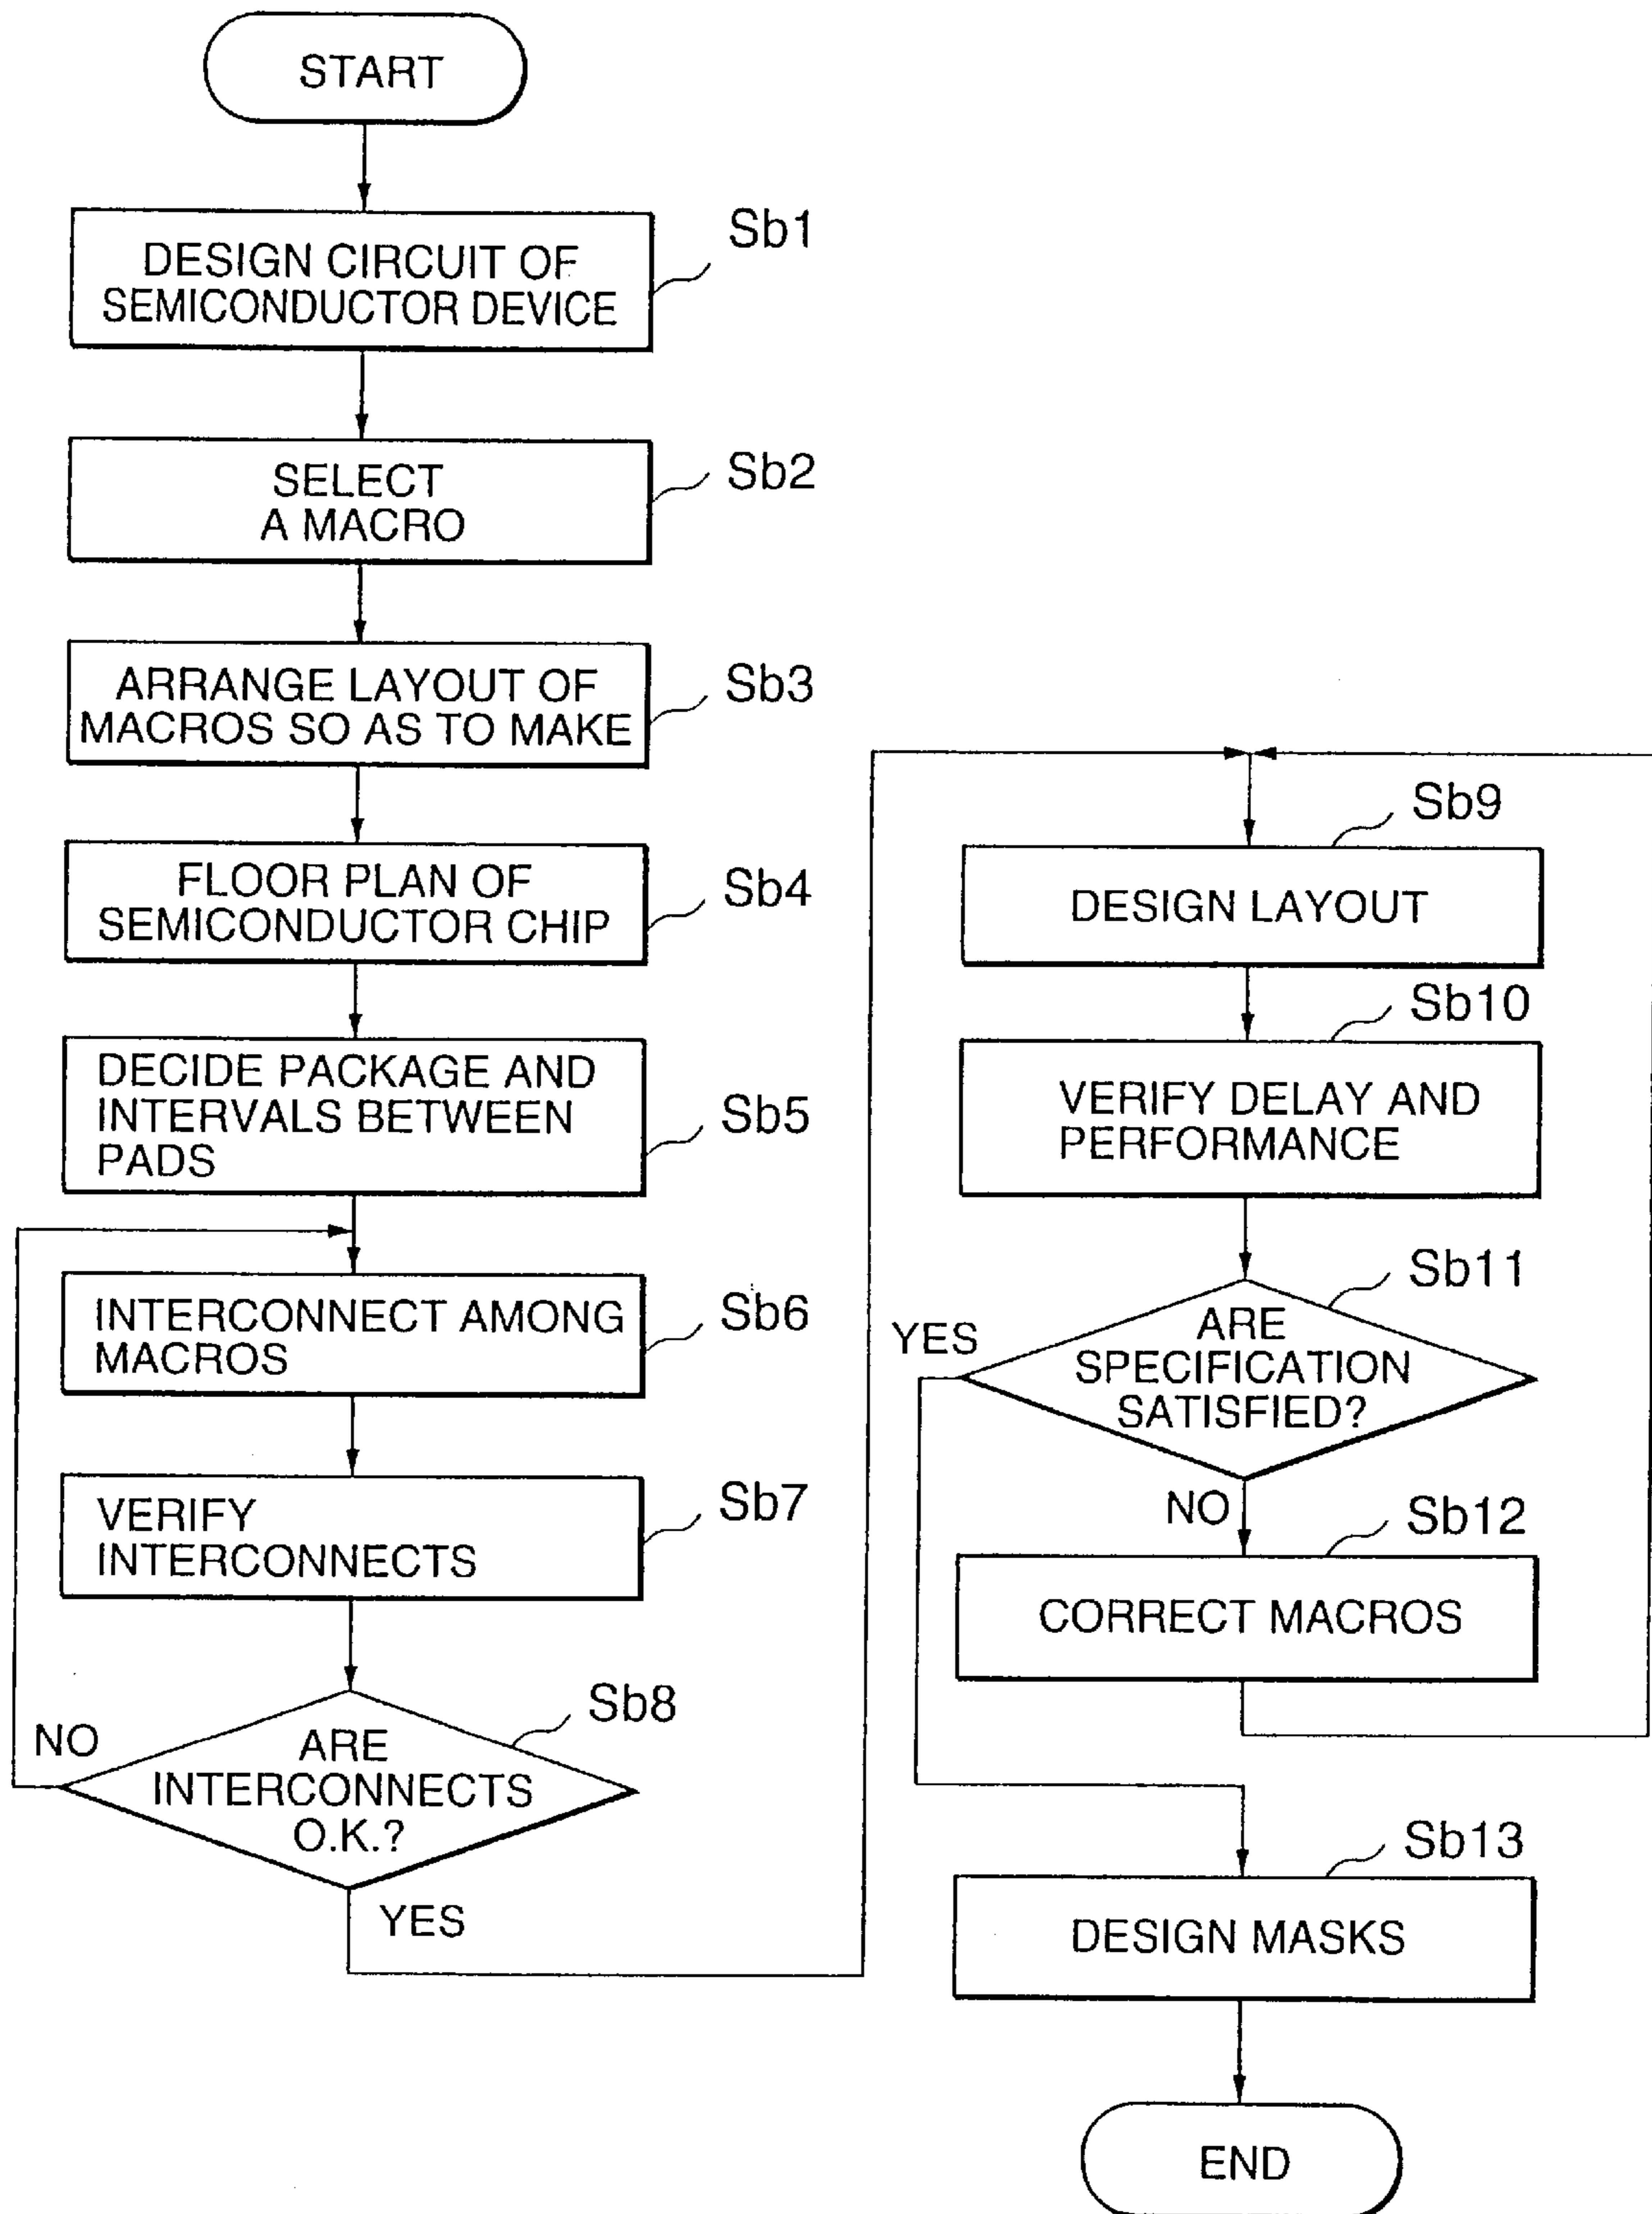 START
Sb1
DESIGN CIRCUIT OF
SEMICONDUCTOR DEVICE
Sb2
SELECT
A MACRO
Sb3
ARRANGE LAYOUT OF
MACROS SO AS TO MAKE
Sb4
FLOOR PLAN OF
SEMICONDUCTOR CHIP
Sb5
DECIDE PACKAGE AND
INTERVALS BETWEEN
PADS
Sb6
INTERCONNECT AMONG
MACROS
Sb7
VERIFY
INTERCONNECTS
Sb8
NO
ARE
INTERCONNECTS
O.K.?
YES
Sb9
DESIGN LAYOUT
Sb10
VERIFY DELAY AND
PERFORMANCE
Sb11
YES
ARE
SPECIFICATION
SATISFIED?
NO
Sb12
CORRECT MACROS
Sb13
DESIGN MASKS
END